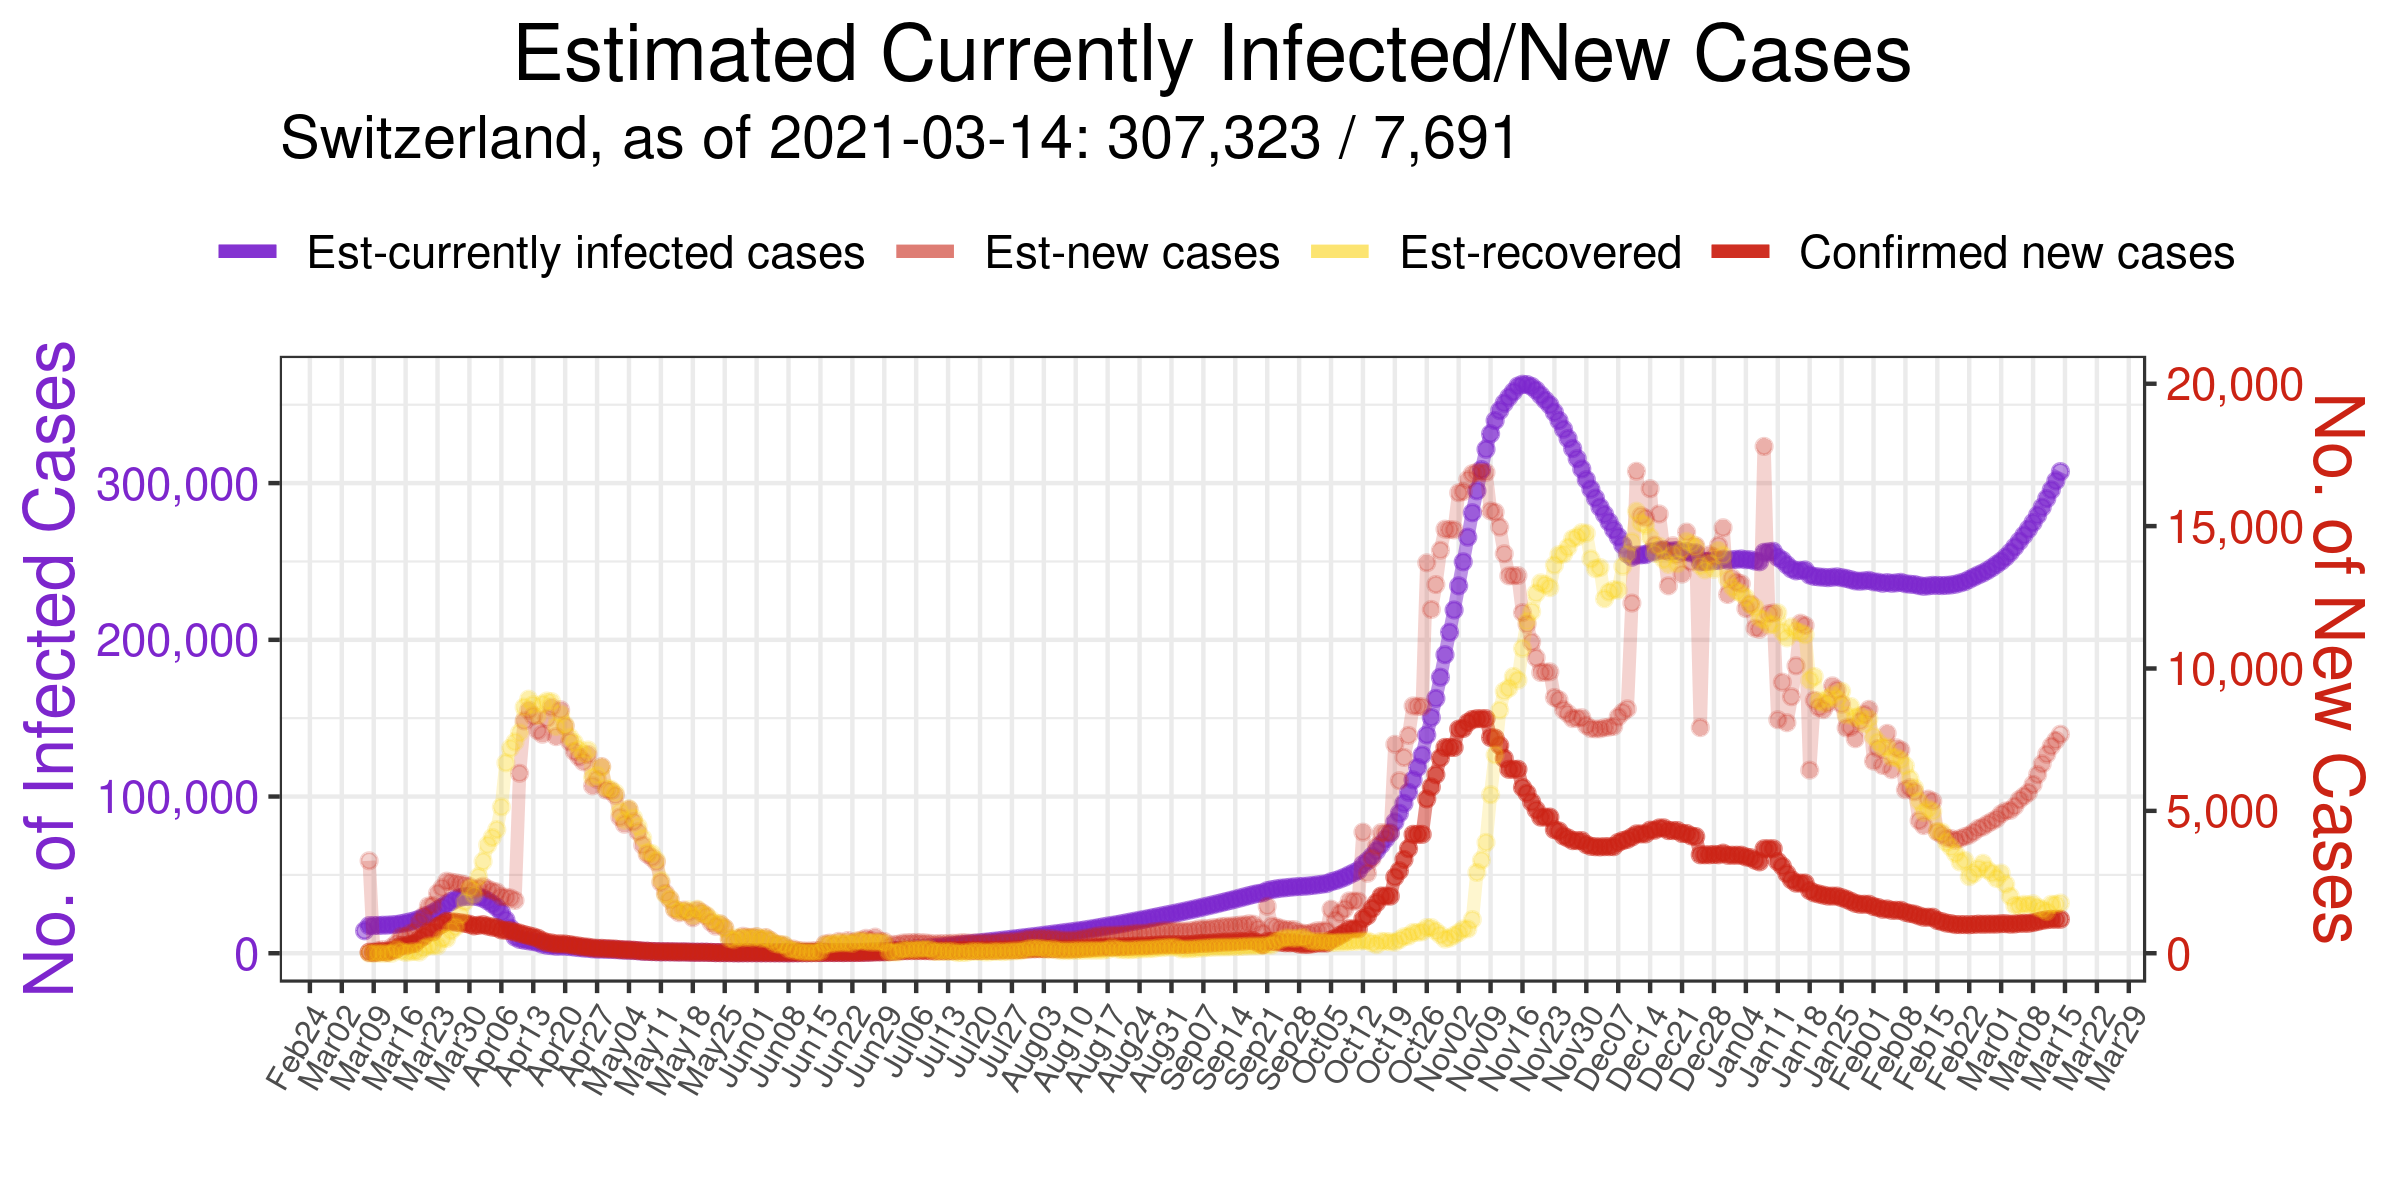 Estimated Currently Infected/New Cases
Switzerland, as of 2021-03-14: 307,323 / 7,691
Est-currently infected cases Est-new cases Est-recovered Confirmed new cases
No. of Infected Cases
300,000
200,000
100,000
0
20,000
15,000
10,000
5,000
0
No. of New Cases
Feb24 Mar02 Mar09 Mar16 Mar23 Mar30 Apr06 Apr13 Apr20 Apr27 May04 May11 May18 May25 Jun01 Jun08 Jun15 Jun22 Jun29 Jul06 Jul13 Jul20 Jul27 Aug03 Aug10 Aug17 Aug24 Aug31 Sep07 Sep14 Sep21 Sep28 Oct05 Oct12 Oct19 Oct26 Nov02 Nov09 Nov16 Nov23 Nov30 Dec07 Dec14 Dec21 Dec28 Jan04 Jan11 Jan18 Jan25 Feb01 Feb08 Feb15 Feb22 Mar01 Mar08 Mar15 Mar22 Mar29